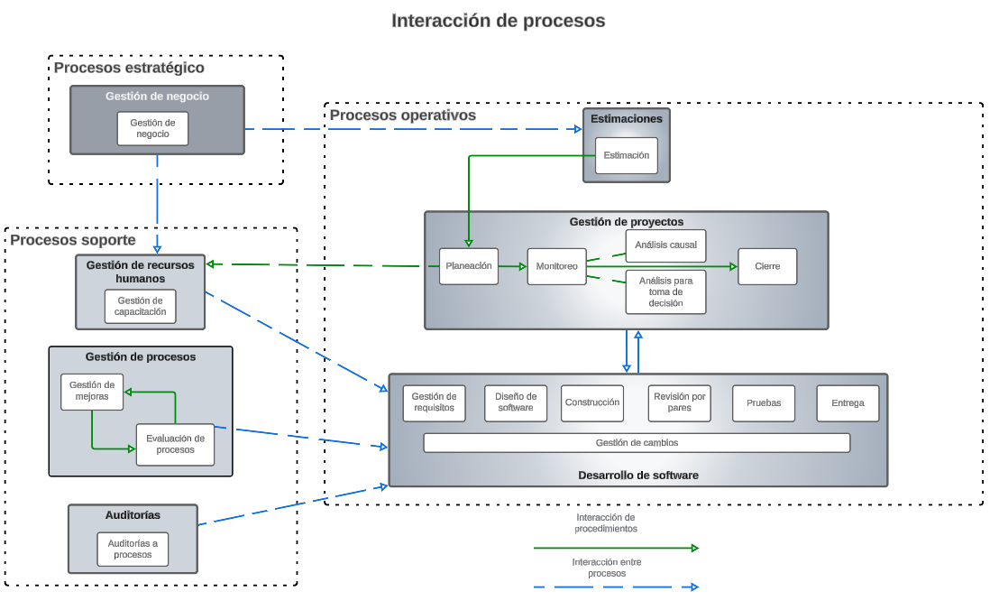 Interacción de procesos
Procesos estratégico
Gestión de negocio
Gestión de
negocio
Procesos operativos
Estimaciones
Estimación
Gestión de proyectos
Planeación
Monitoreo
Análisis causal
Análisis para
toma de
decisión
Cierre
Procesos soporte
Gestión de recursos
humanos
Gestión de
capacitación
Gestión de procesos
Gestión de
mejoras
Evaluación de
procesos
Auditorías
Auditorías a
procesos
Gestión de
requisitos
Diseño de
software
Construcción
Revisión por
pares
Pruebas
Entrega
Gestión de cambios
Desarrollo de software
Interacción de
procedimientos
Interacción entre
procesos